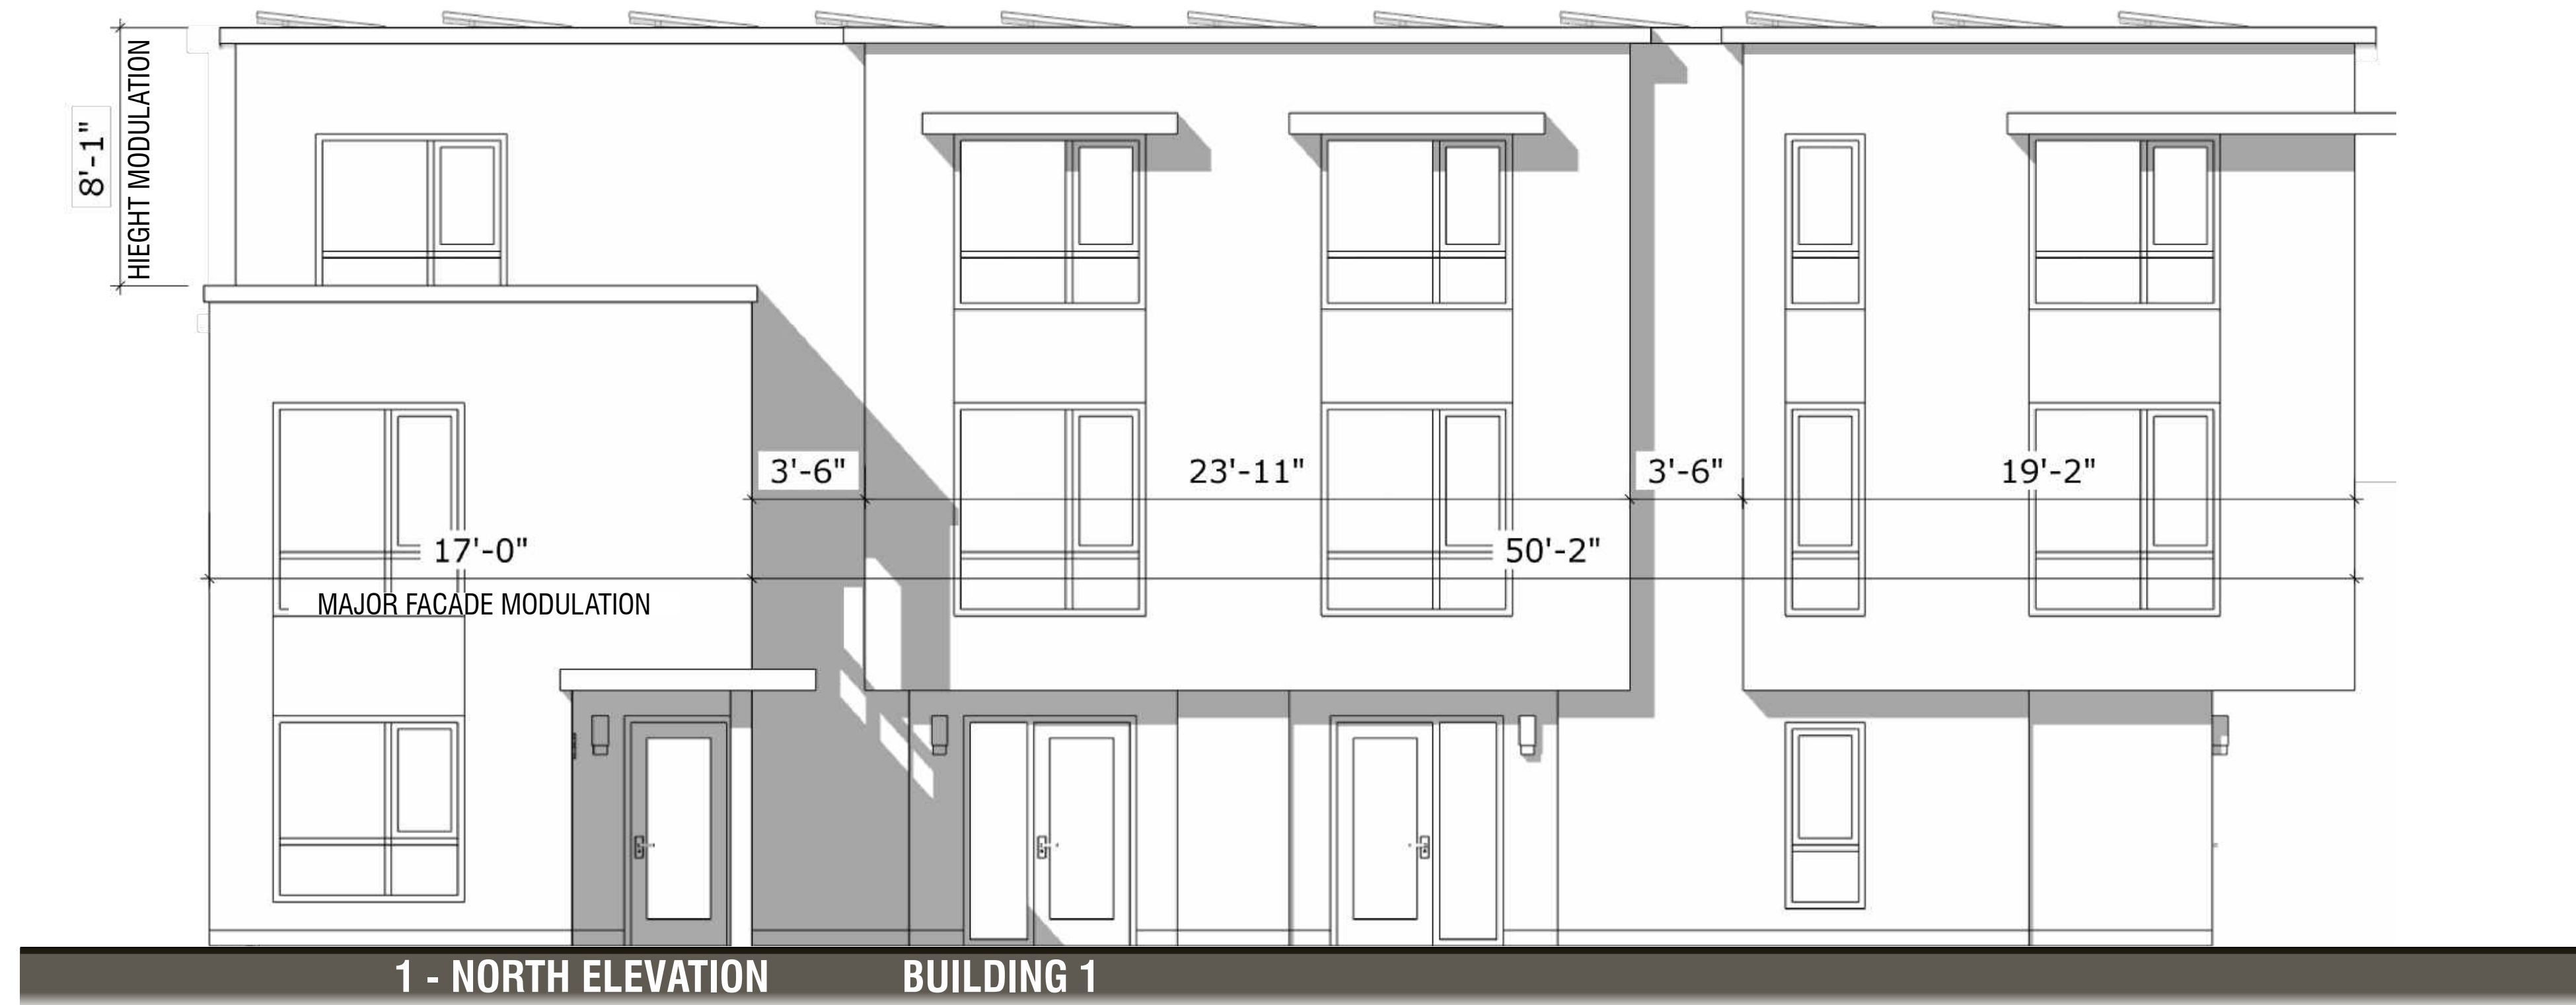 8'-1"
HIEGHT MODULATION
3'-6"
23'-11"
3'-6"
19'-2"
17'-0"
50'-2"
MAJOR FACADE MODULATION
1 - NORTH ELEVATION BUILDING 1